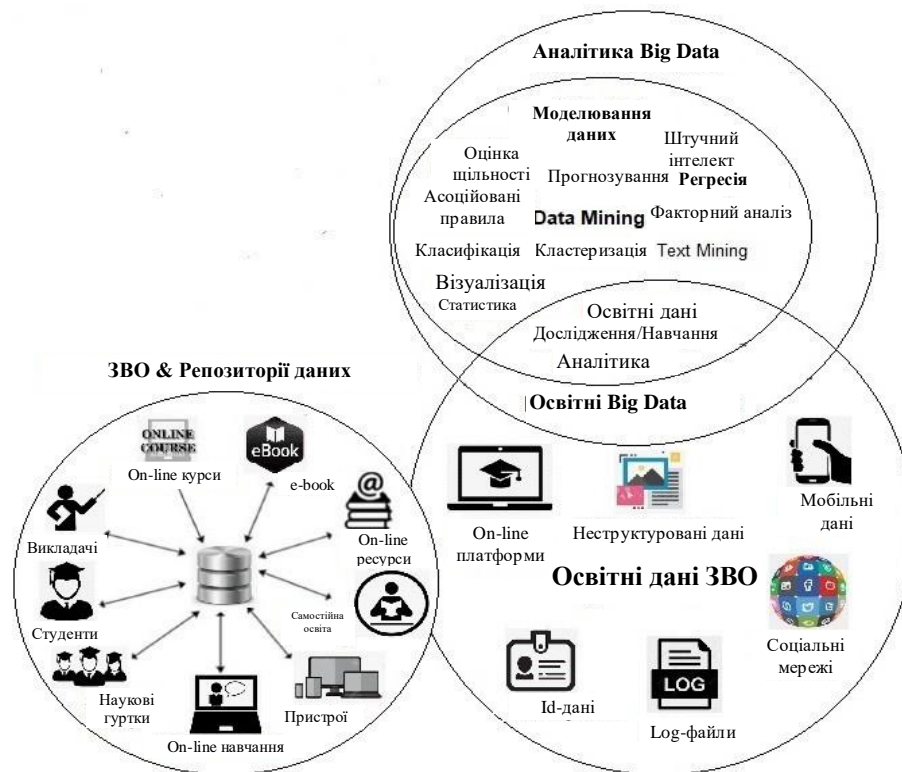 Аналітика Big Data
Моделювання
даних
Штучний
інтелект
Оцінка
щільності
Прогнозування
Регресія
Асоційовані
правила
Data Mining
Факторний аналіз
Класифікація
Кластеризація
Text Mining
Візуалізація
Статистика
Освітні дані
Дослідження/Навчання
Аналітика
Освітні Big Data
ЗВО & Репозиторії даних
ONLINE
COURSE
On-line курси
eBook
e-book
@
On-line
ресурси
Викладачі
Самостійна
освіта
Студенти
Наукові
гуртки
On-line навчання
Пристрої
On-line
платформи
Неструктуровані дані
Мобільні
дані
Освітні дані ЗВО
Соціальні
мережі
Id-дані
LOG
Log-файли